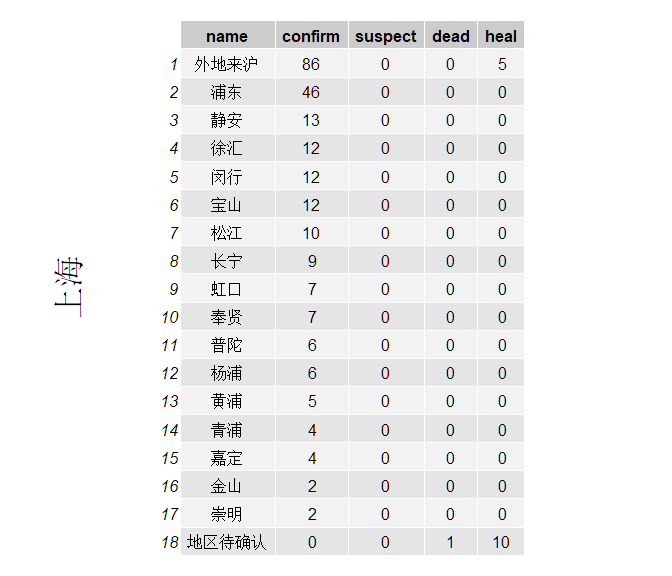 上海
name confirm suspect dead heal
1 外地来沪 86 0 0 5
2 浦东 46 0 0 0
3 静安 13 0 0 0
4 徐汇 12 0 0 0
5 闵行 12 0 0 0
6 宝山 12 0 0 0
7 松江 10 0 0 0
8 长宁 9 0 0 0
9 虹口 7 0 0 0
10 奉贤 7 0 0 0
11 普陀 6 0 0 0
12 杨浦 6 0 0 0
13 黄浦 5 0 0 0
14 青浦 4 0 0 0
15 嘉定 4 0 0 0
16 金山 2 0 0 0
17 崇明 2 0 0 0
18 地区待确认 0 0 1 10